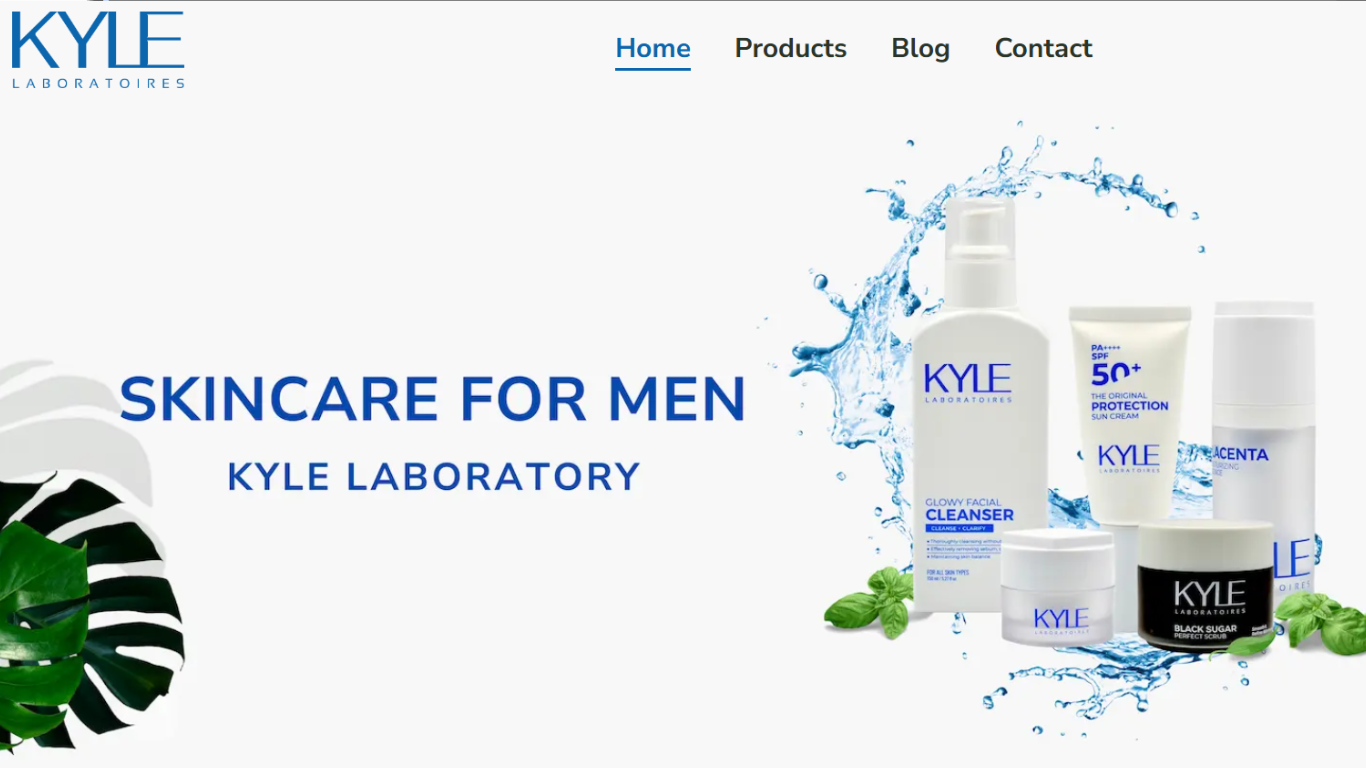 KYLE
LABORATOIRES
Home Products Blog Contact
SKINCARE FOR MEN
KYLE LABORATORY
KYLE
LABORATOIRES
GLOWY FACIAL
CLEANSER
CLEANSE • CLARIFY
FOR ALL SKIN TYPES
PA++++
SPF
50+
THE ORIGINAL
PROTECTION
SUN CREAM
KYLE
LABORATOIRES
ACENTA
LE
OIRES
KYLE
LABORATOIRES
KYLE
LABORATOIRES
BLACK SUGAR
PERFECT SCRUB